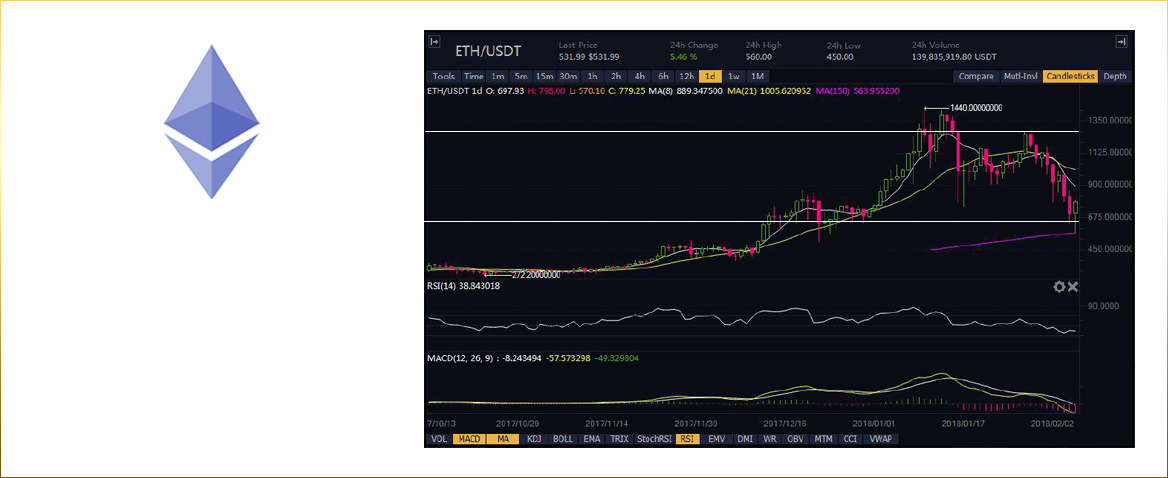 ETH/USDT
Last Price
531.99 $531.99
24h Change
5.46 %
24h High
560.00
24h Low
450.00
24h Volume
139,835,919.80 USDT
Tools Time 1m 5m 15m 30m 1h 2h 4h 6h 12h 1d 1w 1M Compare Mutl-Invl Candlesticks Depth
ETH/USDT 1d O: 697.93 H: 798.00 L: 570.10 C: 779.25 MA(8) 889.347500 MA(21) 1005.620952 MA(150) 563.955200
1440.00000000
1350.0000000
1125.0000000
900.0000000
675.0000000
450.0000000
272.20000000
RSI(14) 38.843018
90.0000
MACD(12, 26, 9) : -8.243494 -57.573298 -49.329804
7/10/13 2017/10/29 2017/11/14 2017/11/30 2017/12/16 2018/01/01 2018/01/17 2018/02/02
VOL MACD MA KDJ BOLL EMA TRIX StochRSI RSI EMV DMI WR OBV MTM CCI VWAP